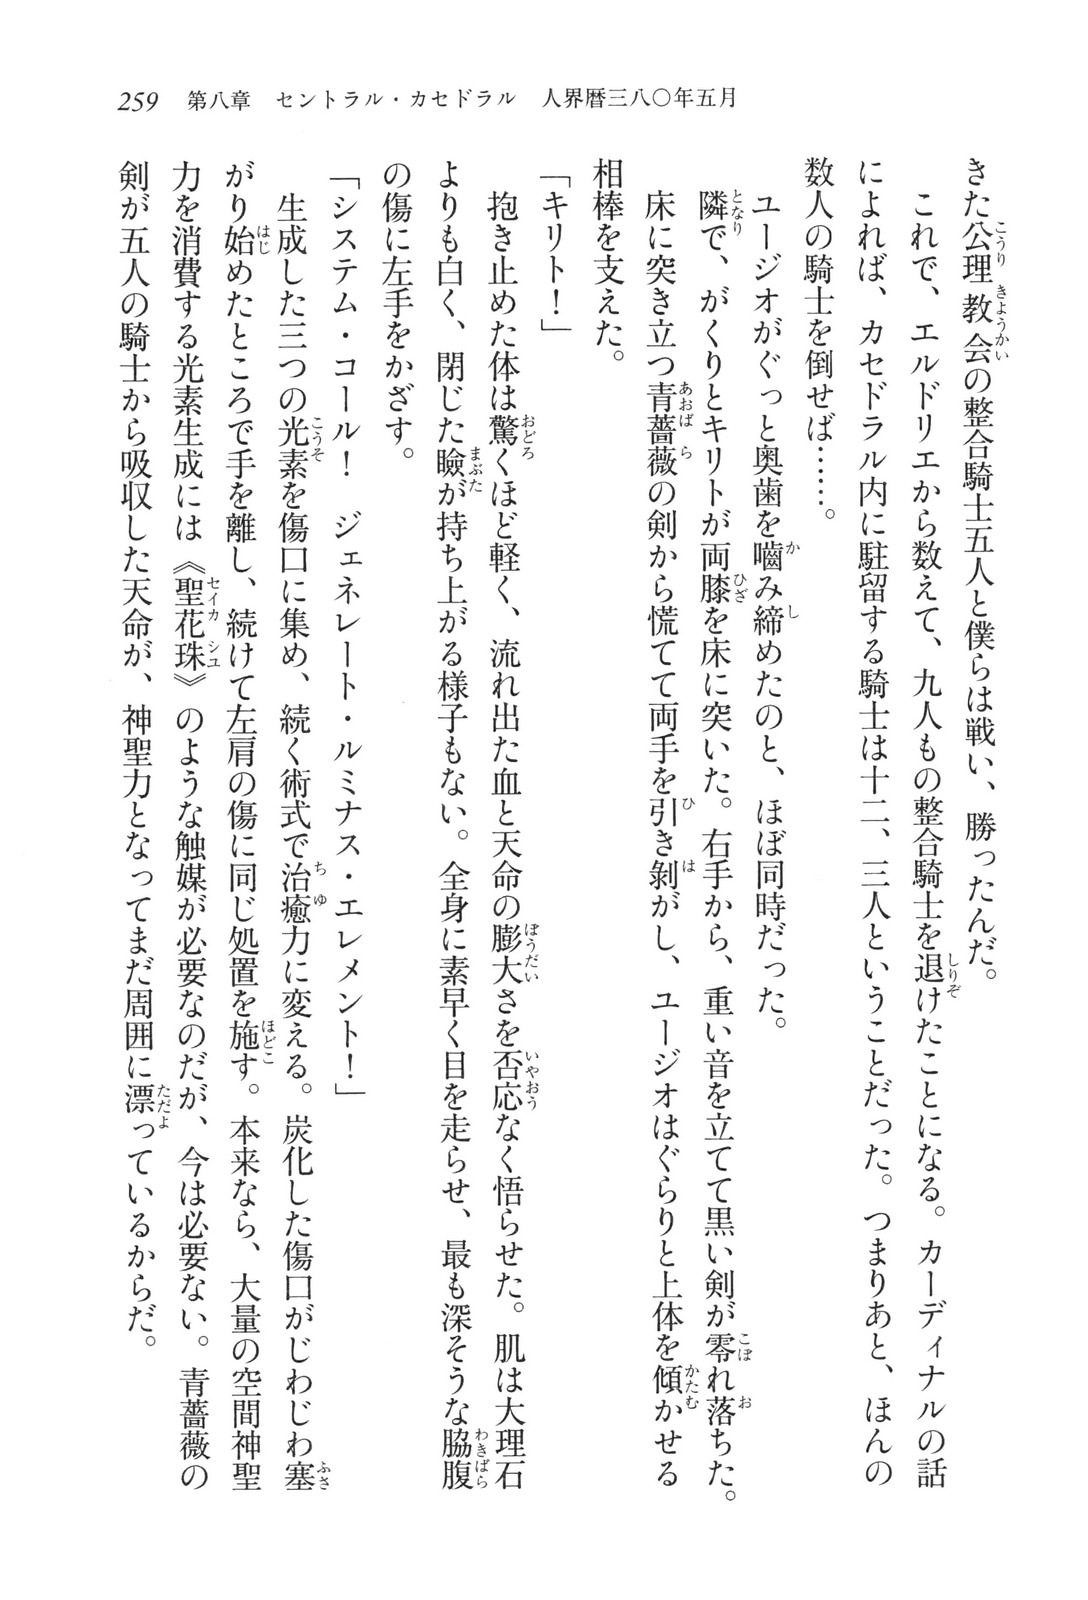 259　第八章　セントラル・カセドラル　人界暦三八〇年五月
きた公理教会の整合騎士五人と僕らは戦い、勝ったんだ。
　これで、エルドリエから数えて、九人もの整合騎士を退けたことになる。カーディナルの話
によれば、カセドラル内に駐留する騎士は十二、三人ということだった。つまりあと、ほんの
数人の騎士を倒せば……。
　ユージオがぐっと奥歯を嚙み締めたのと、ほぼ同時だった。
　隣で、がくりとキリトが両膝を床に突いた。右手から、重い音を立てて黒い剣が零れ落ちた。
　床に突き立つ青薔薇の剣から慌てて両手を引き剝がし、ユージオはぐらりと上体を傾かせる
相棒を支えた。
「キリト！」
　抱き止めた体は驚くほど軽く、流れ出た血と天命の膨大さを否応なく悟らせた。肌は大理石
よりも白く、閉じた瞼が持ち上がる様子もない。全身に素早く目を走らせ、最も深そうな脇腹
の傷に左手をかざす。
「システム・コール！　ジェネレート・ルミナス・エレメント！」
　生成した三つの光素を傷口に集め、続く術式で治癒力に変える。炭化した傷口がじわじわ塞
がり始めたところで手を離し、続けて左肩の傷に同じ処置を施す。本来なら、大量の空間神聖
力を消費する光素生成には《聖花珠》のような触媒が必要なのだが、今は必要ない。青薔薇の
剣が五人の騎士から吸収した天命が、神聖力となってまだ周囲に漂っているからだ。